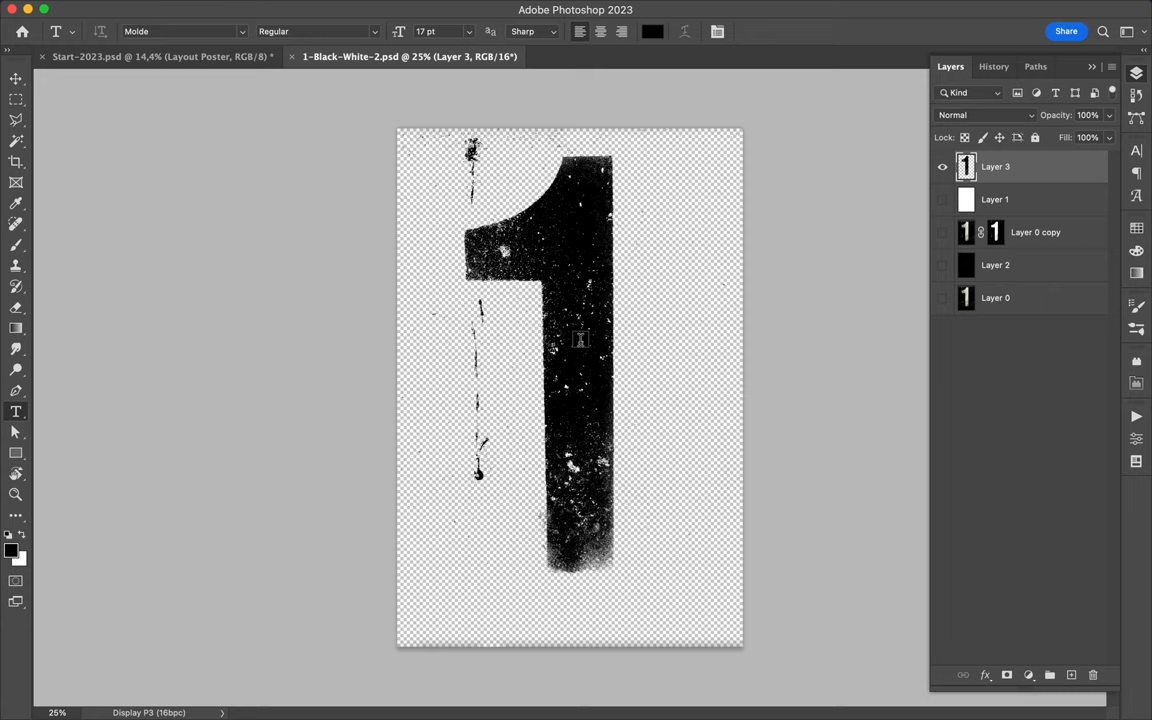 Adobe Photoshop 2023
Molde
Regular
17 pt
Sharp
Share
Start-2023.psd @ 14,4% (Layout Poster, RGB/8) *
1-Black-White-2.psd @ 25% (Layer 3, RGB/16*)
Layers
History
Paths
Kind
Normal
Opacity: 100%
Lock:
Fill: 100%
Layer 3
Layer 1
Layer 0 copy
Layer 2
Layer 0
1
25%
Display P3 (16bpc)